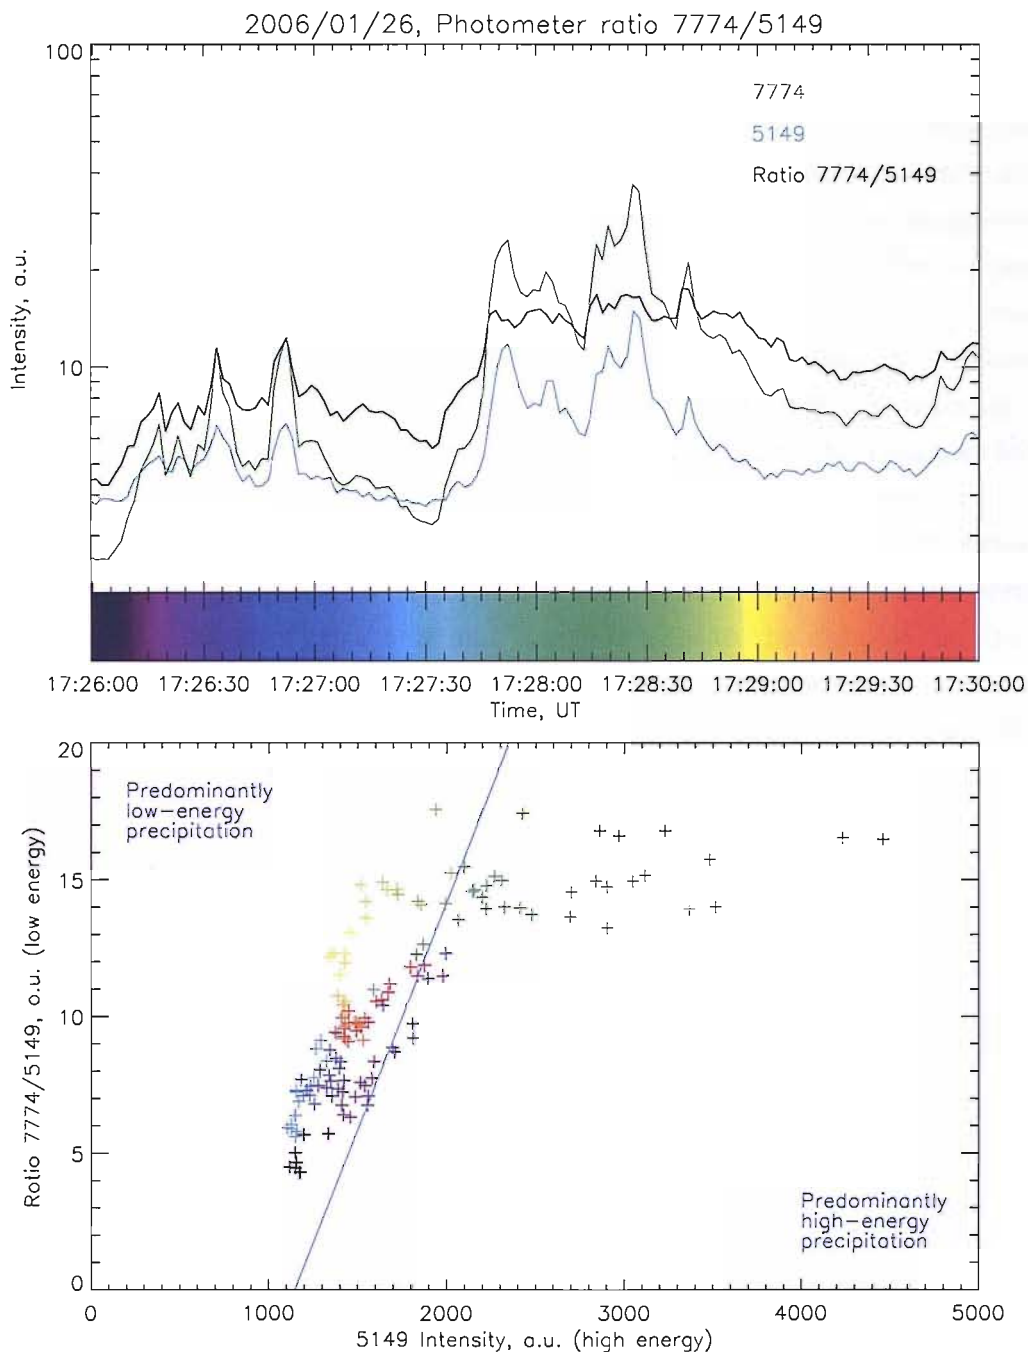 2006/01/26, Photometer ratio 7774/5149
100
10
Intensity, a.u.
7774
5149
Ratio 7774/5149
17:26:00 17:26:30 17:27:00 17:27:30 17:28:00 17:28:30 17:29:00 17:29:30 17:30:00
Time, UT
20
15
10
5
0
Ratio 7774/5149, a.u. (low energy)
Predominantly
low-energy
precipitation
Predominantly
high-energy
precipitation
0 1000 2000 3000 4000 5000
5149 Intensity, a.u. (high energy)